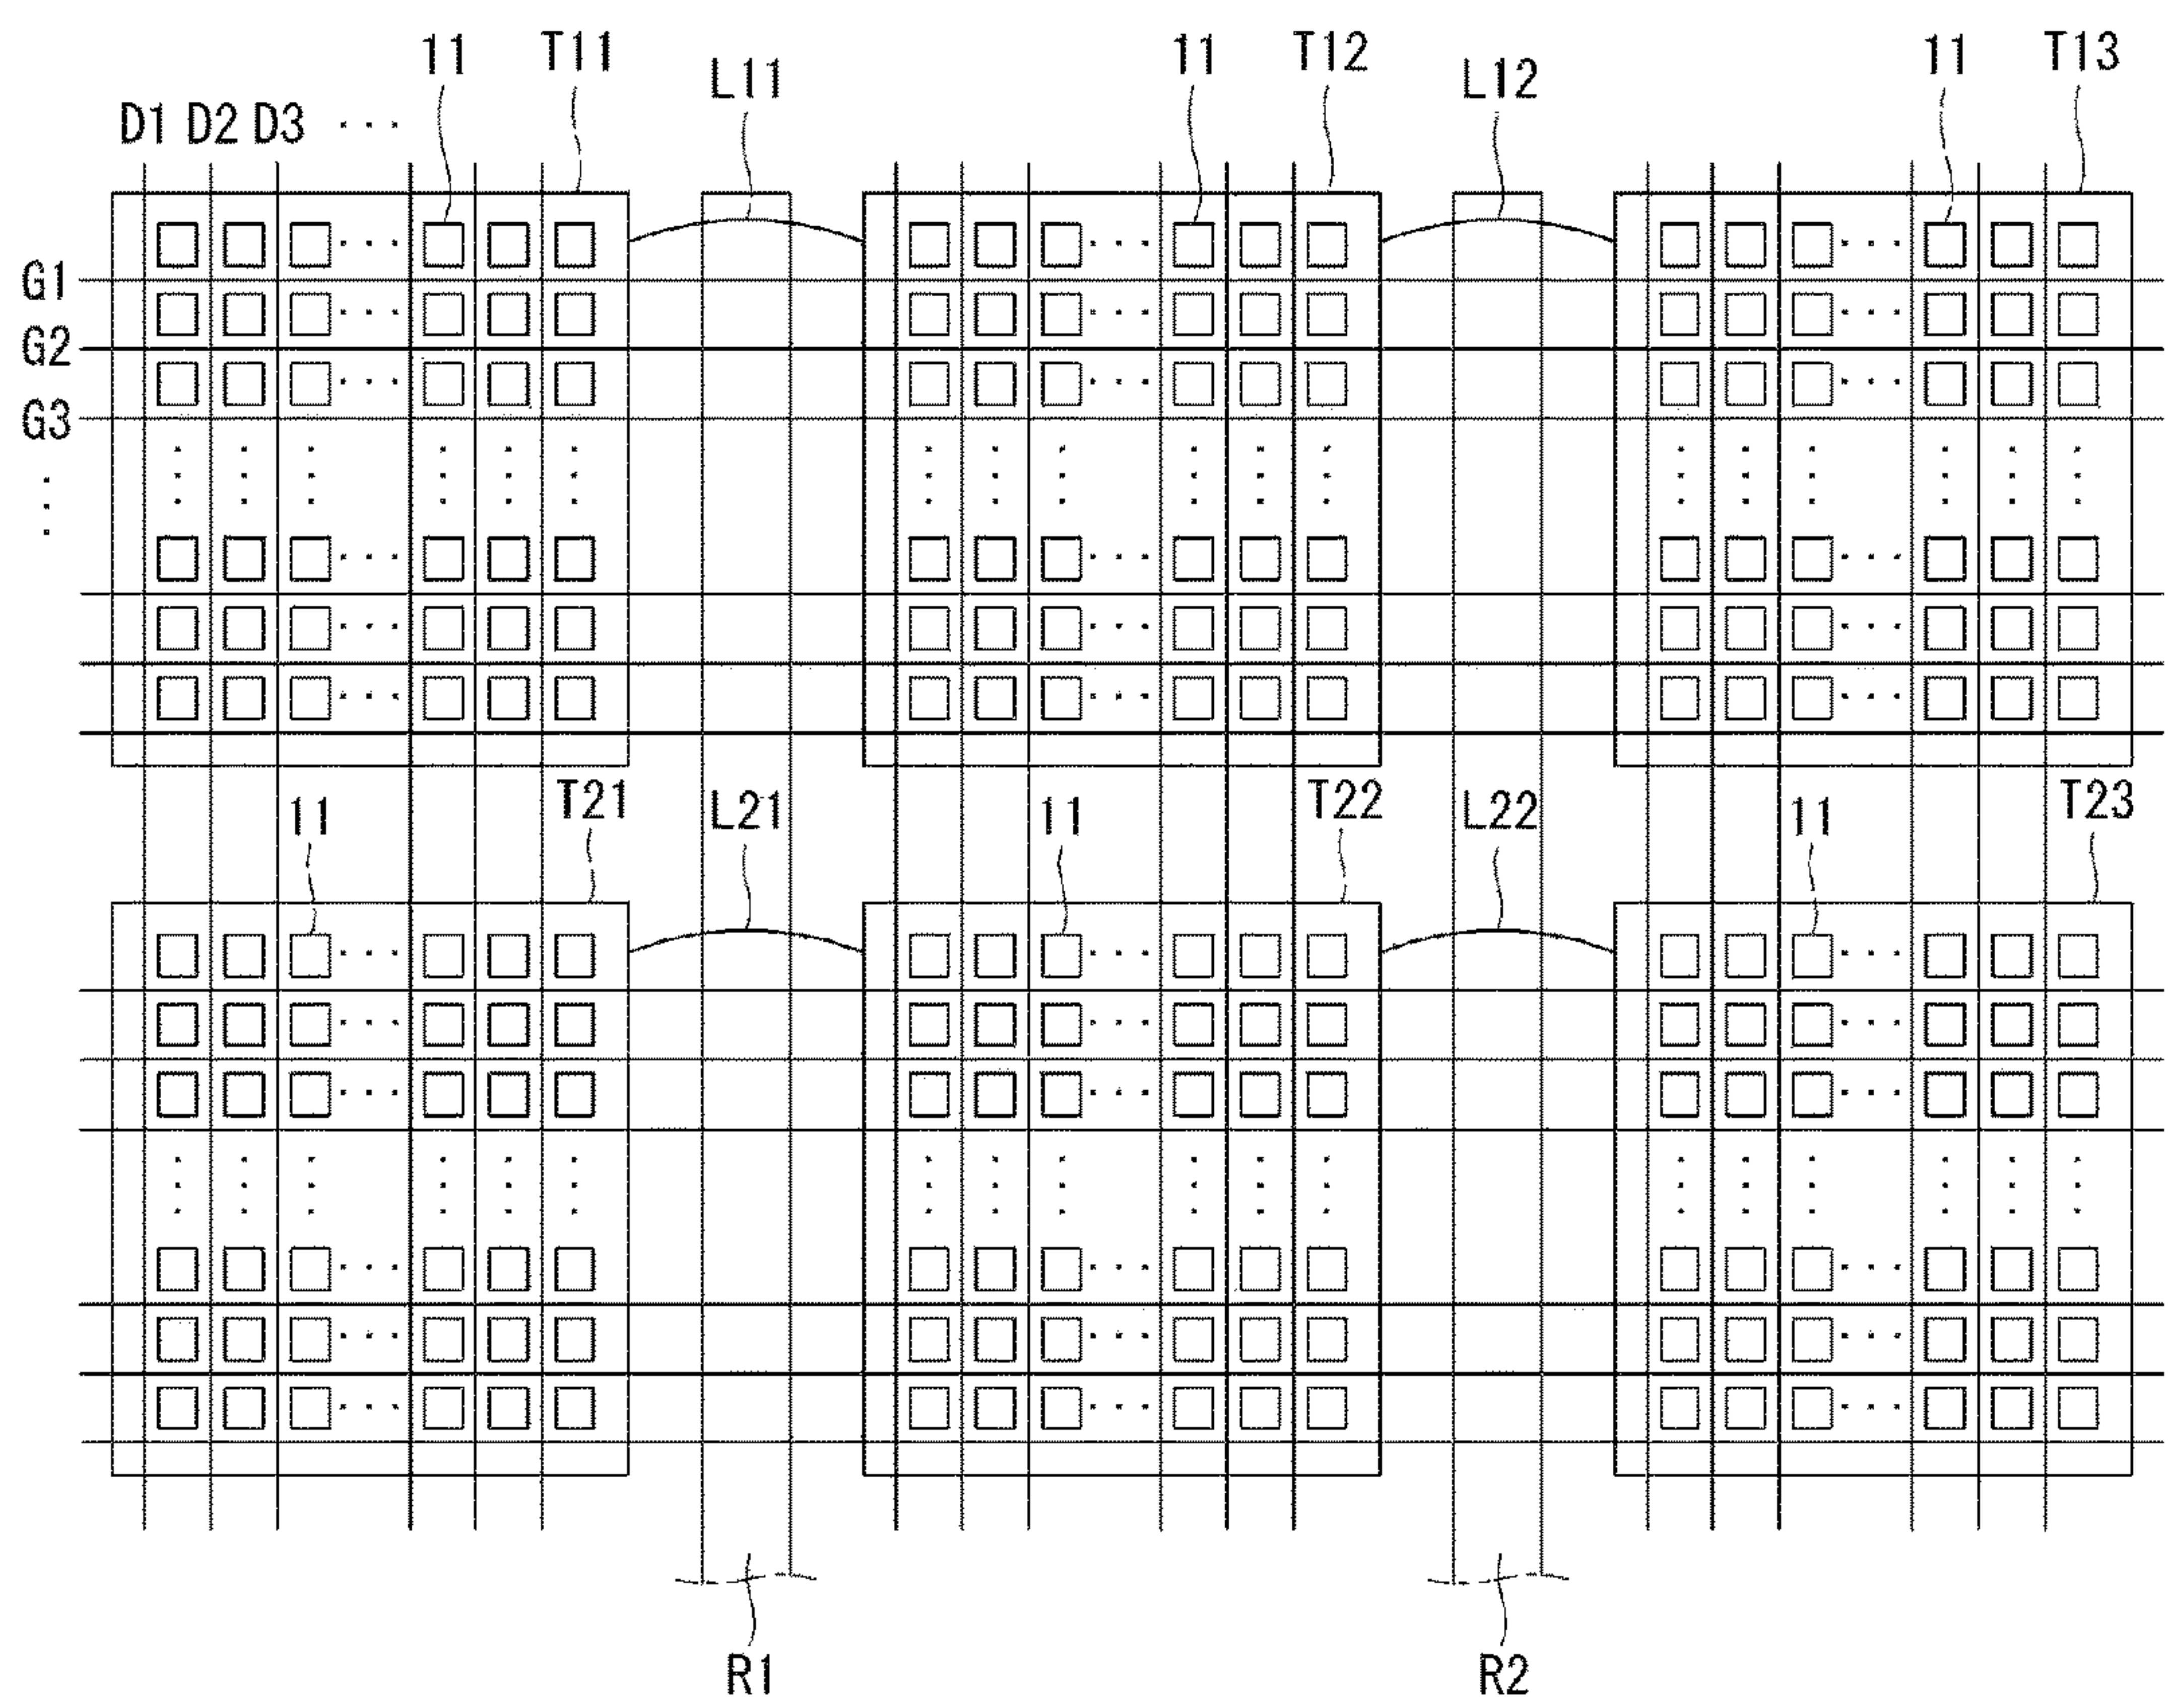 11 T11 L11 11 T12 L12 11 T13
D1 D2 D3 ···
G1
G2
G3
⋮
11 T21 L21 11 T22 L22 11 T23
R1 R2